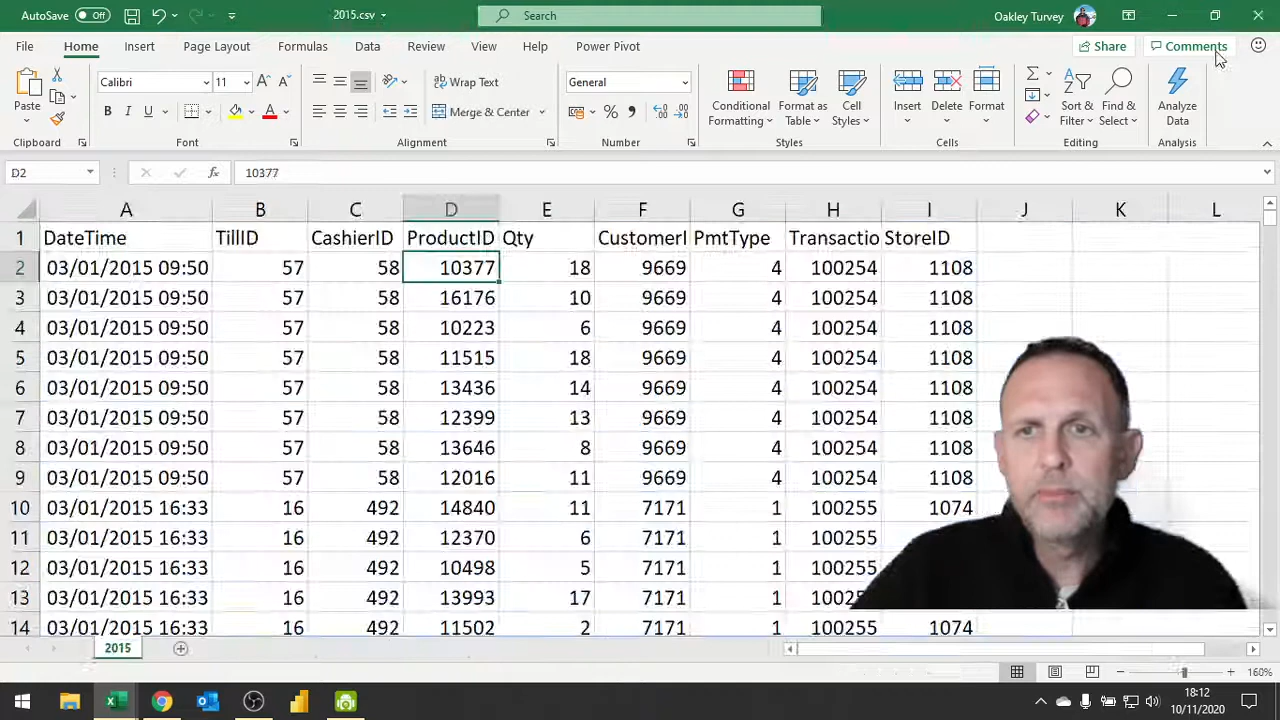 AutoSave Off 2015.csv Search Oakley Turvey
File Home Insert Page Layout Formulas Data Review View Help Power Pivot Share Comments
Calibri 11 Wrap Text General
Paste B I U Merge & Center Conditional Formatting Format as Table Cell Styles Insert Delete Format Sort & Filter Find & Select Analyze Data
Clipboard Font Alignment Number Styles Cells Editing Analysis
D2 fx 10377
A B C D E F G H I J K L
1 DateTime TillID CashierID ProductID Qty CustomerI PmtType Transactio StoreID
2 03/01/2015 09:50 57 58 10377 18 9669 4 100254 1108
3 03/01/2015 09:50 57 58 16176 10 9669 4 100254 1108
4 03/01/2015 09:50 57 58 10223 6 9669 4 100254 1108
5 03/01/2015 09:50 57 58 11515 18 9669 4 100254 1108
6 03/01/2015 09:50 57 58 13436 14 9669 4 100254 1108
7 03/01/2015 09:50 57 58 12399 13 9669 4 100254 1108
8 03/01/2015 09:50 57 58 13646 8 9669 4 100254 1108
9 03/01/2015 09:50 57 58 12016 11 9669 4 100254 1108
10 03/01/2015 16:33 16 492 14840 11 7171 1 100255 1074
11 03/01/2015 16:33 16 492 12370 6 7171 1 100255
12 03/01/2015 16:33 16 492 10498 5 7171 1 100255
13 03/01/2015 16:33 16 492 13993 17 7171 1
14 03/01/2015 16:33 16 492 11502 2 7171 1 100255 1074
2015
160%
18:12
10/11/2020